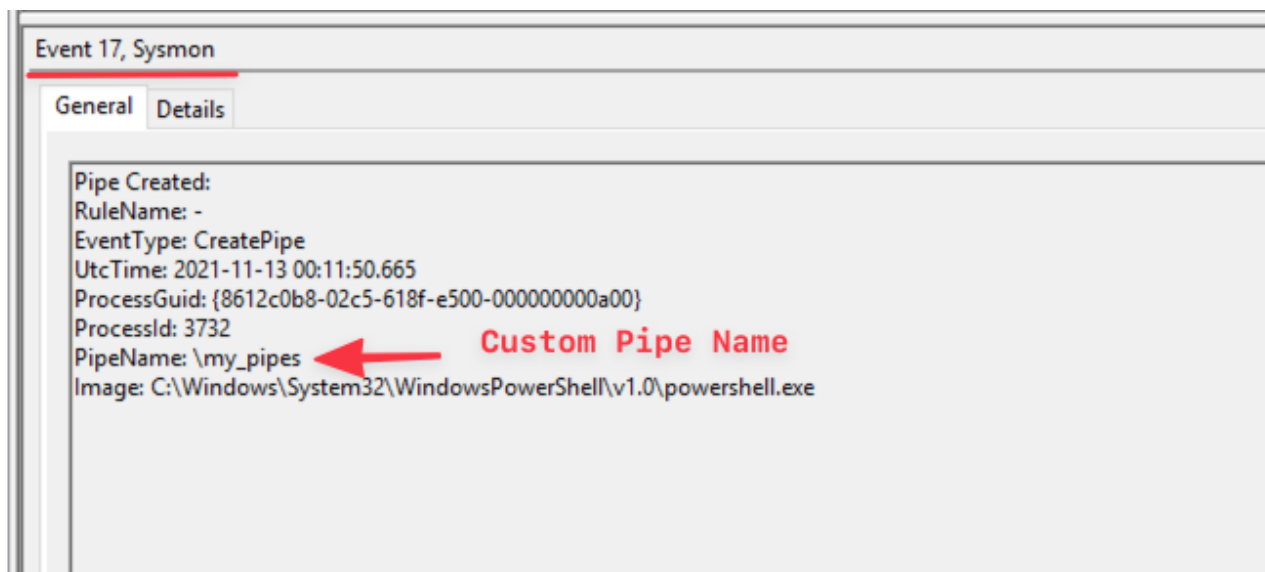 Event 17, Sysmon
General Details
Pipe Created:
RuleName: -
EventType: CreatePipe
UtcTime: 2021-11-13 00:11:50.665
ProcessGuid: {8612c0b8-02c5-618f-e500-000000000a00}
ProcessId: 3732
PipeName: \my_pipes Custom Pipe Name
Image: C:\Windows\System32\WindowsPowerShell\v1.0\powershell.exe